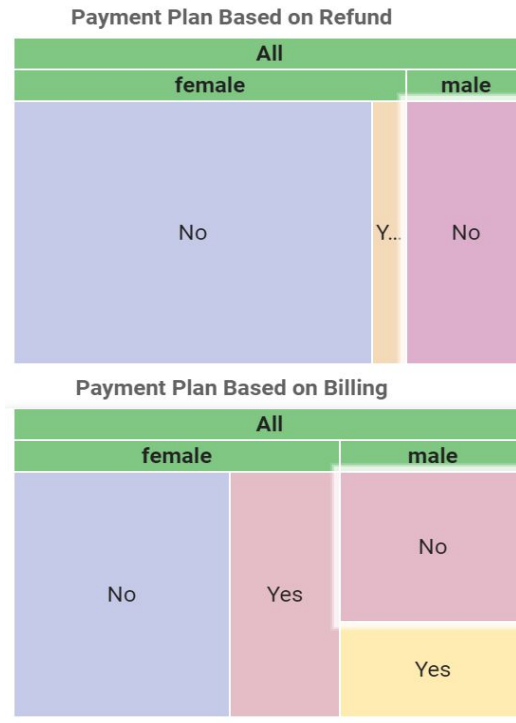 Payment Plan Based on Refund
All
female male
No Y... No
Payment Plan Based on Billing
All
female male
No
No Yes
Yes